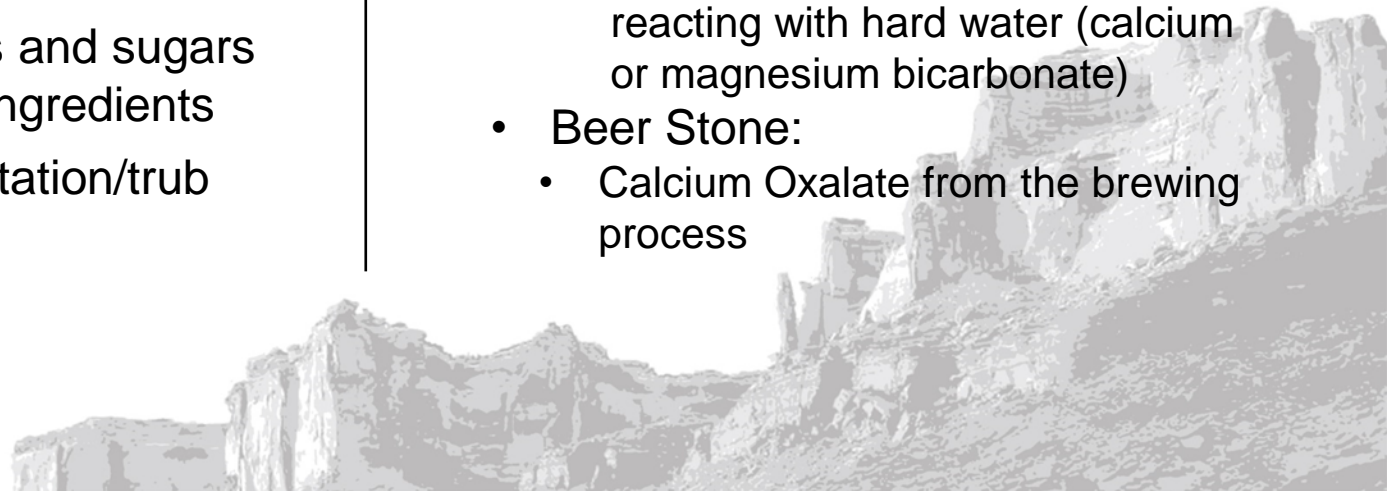 s and sugars
ngredients
tation/trub
reacting with hard water (calcium
or magnesium bicarbonate)
• Beer Stone:
• Calcium Oxalate from the brewing
process